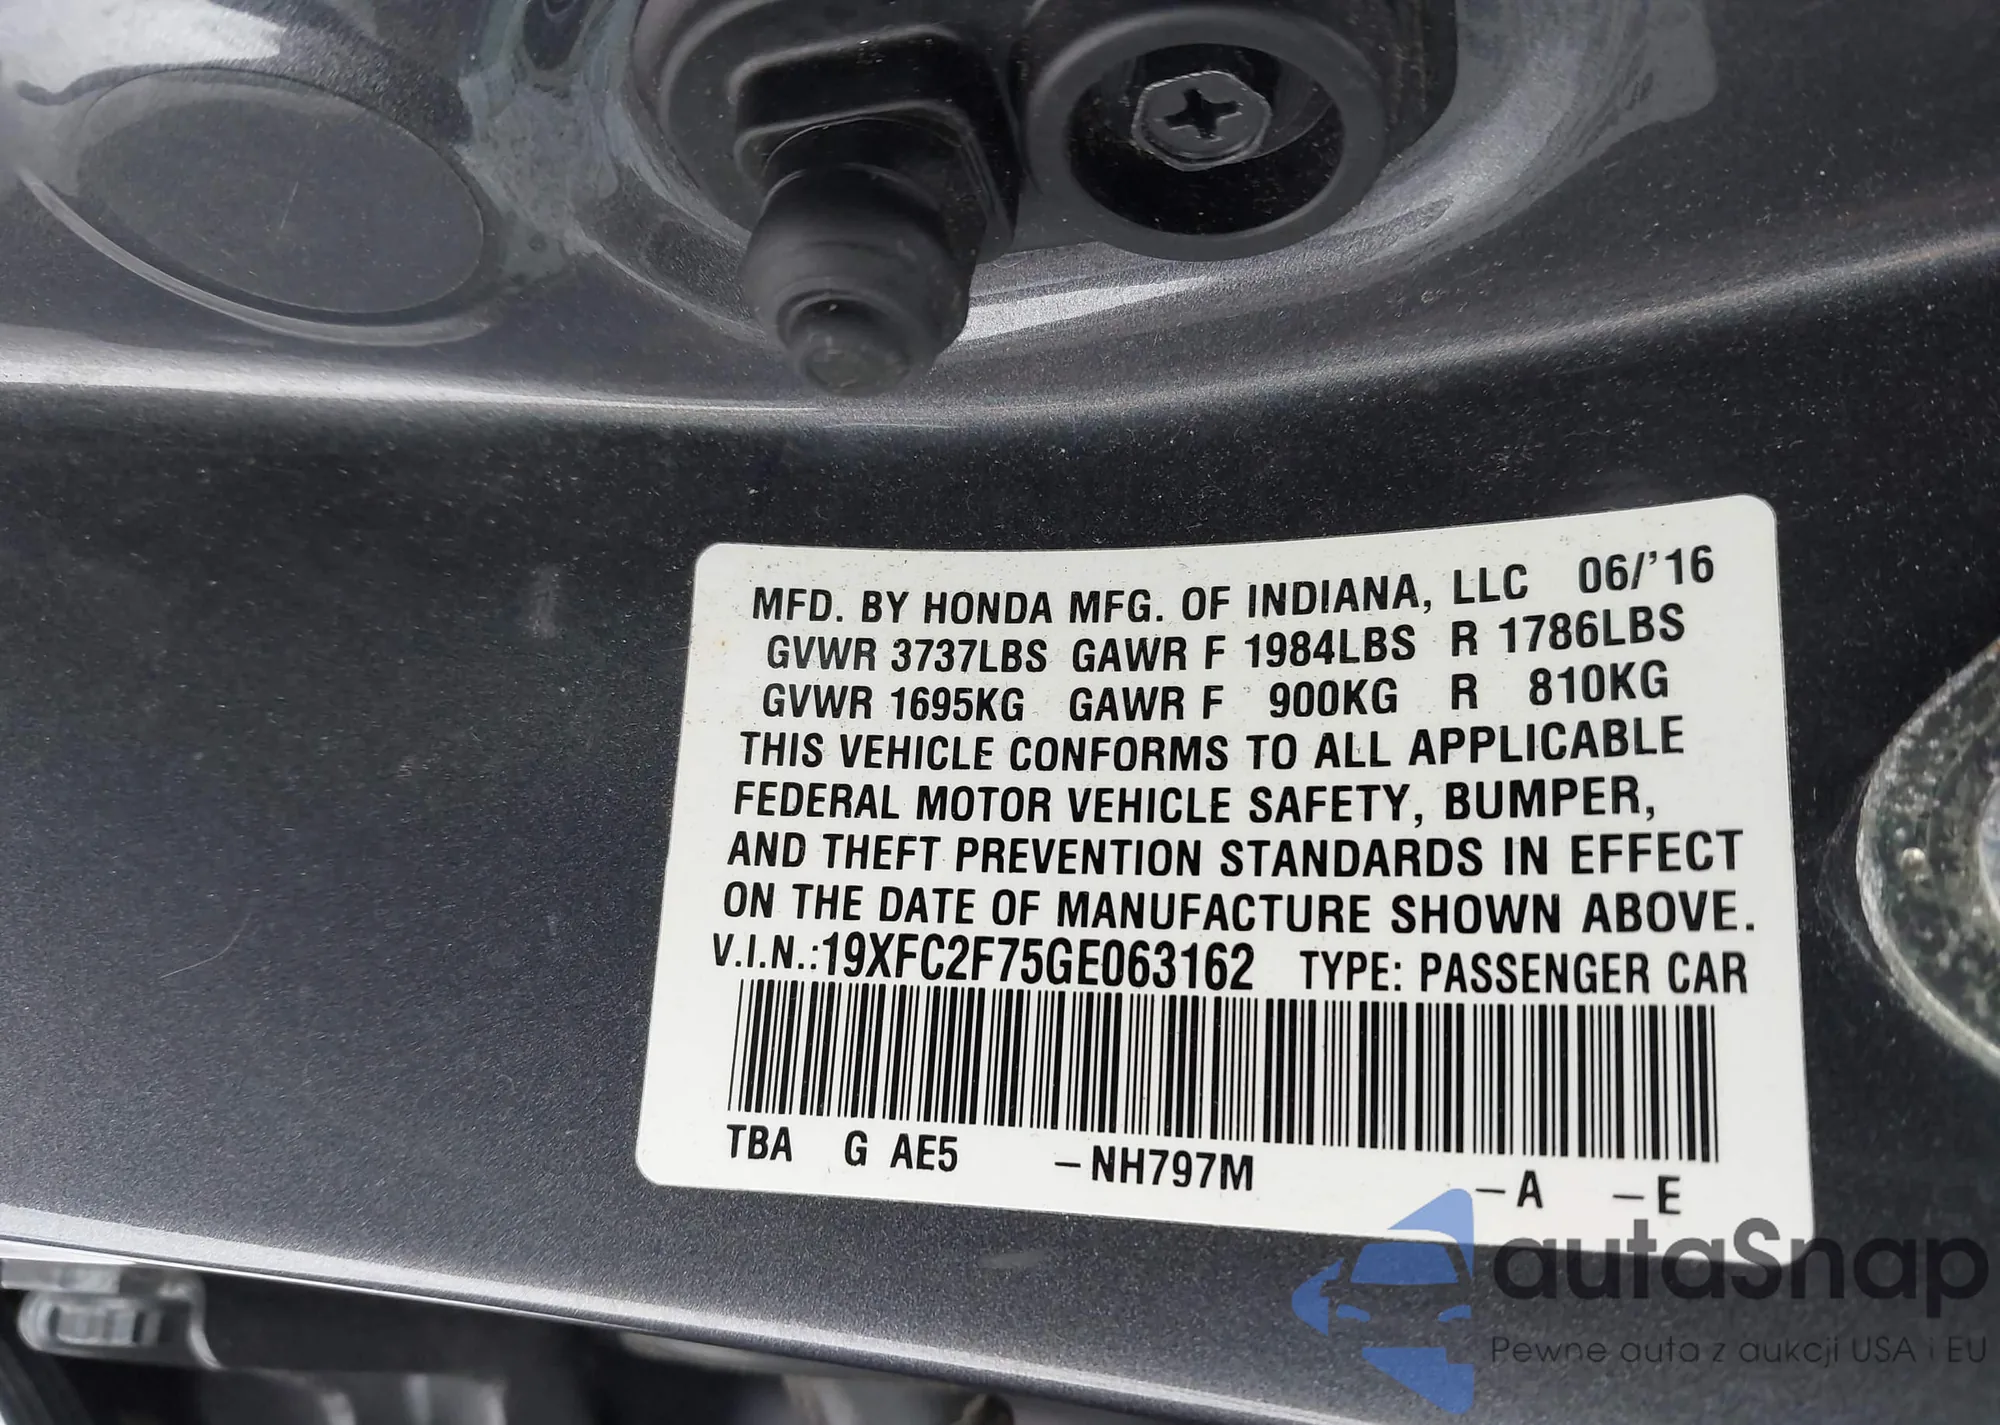 MFD. BY HONDA MFG. OF INDIANA, LLC 06/'16
GVWR 3737LBS GAWR F 1984LBS R 1786LBS
GVWR 1695KG GAWR F 900KG R 810KG
THIS VEHICLE CONFORMS TO ALL APPLICABLE
FEDERAL MOTOR VEHICLE SAFETY, BUMPER,
AND THEFT PREVENTION STANDARDS IN EFFECT
ON THE DATE OF MANUFACTURE SHOWN ABOVE.
V.I.N.:19XFC2F75GE063162 TYPE: PASSENGER CAR
TBA G AE5 –NH797M –A –E
autaSnap
Pewne auta z aukcji USA i EU